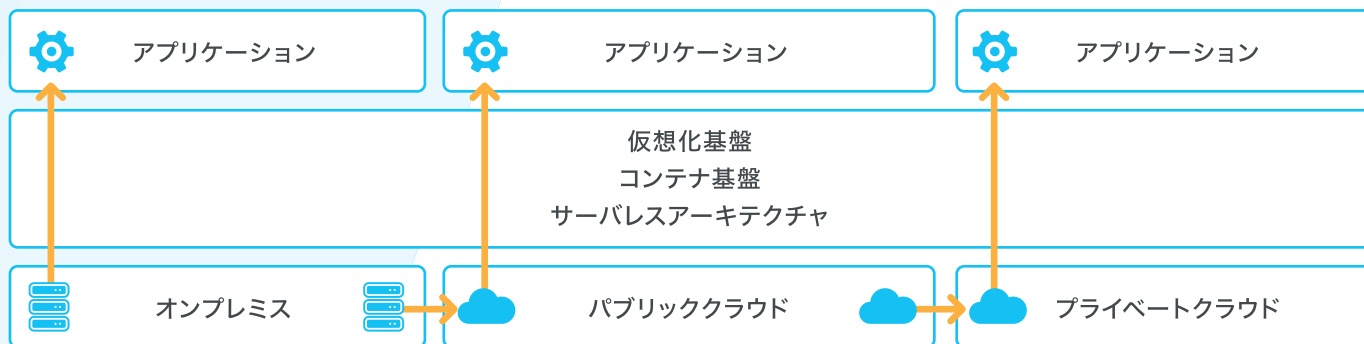 アプリケーション
アプリケーション
アプリケーション
仮想化基盤
コンテナ基盤
サーバレスアーキテクチャ
オンプレミス
パブリッククラウド
プライベートクラウド